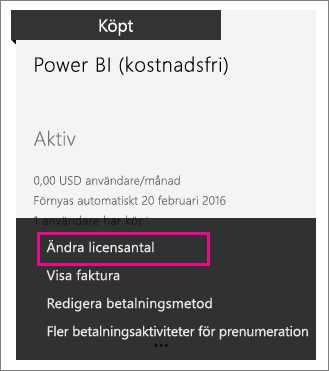 Köpt
Power BI (kostnadsfri)
Aktiv
0,00 USD användare/månad
Förnyas automatiskt 20 februari 2016
1 användare har köpt
Ändra licensantal
Visa faktura
Redigera betalningsmetod
Fler betalningsaktiviteter för prenumeration
...